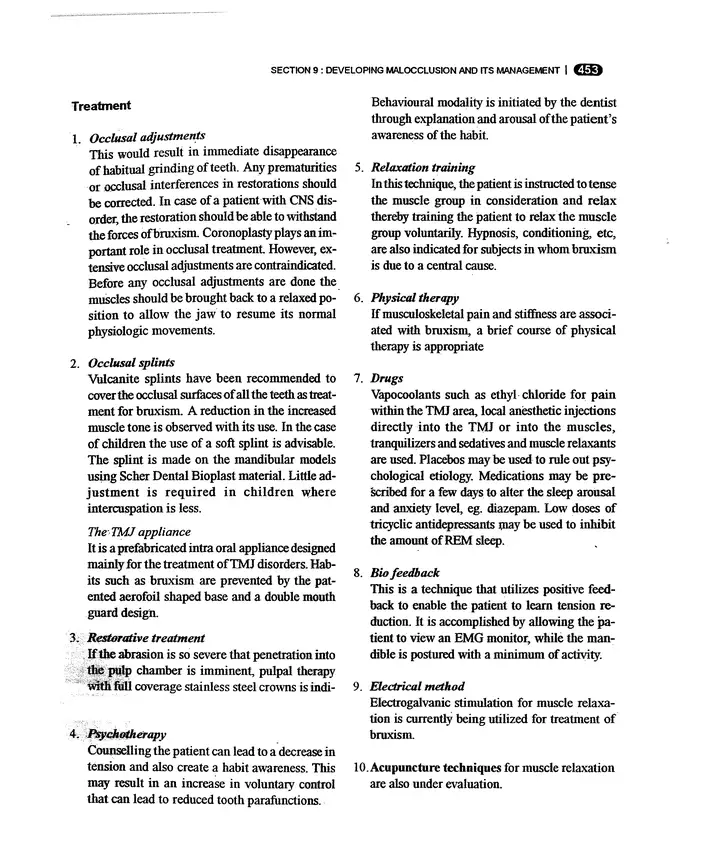 SECTION 9 : DEVELOPING MALOCCLUSION AND ITS MANAGEMENT | 453
Treatment
1. Occlusal adjustments
This would result in immediate disappearance
of habitual grinding of teeth. Any prematurities
or occlusal interferences in restorations should
be corrected. In case of a patient with CNS dis-
order, the restoration should be able to withstand
the forces of bruxism. Coronoplasty plays an im-
portant role in occlusal treatment. However, ex-
tensive occlusal adjustments are contraindicated.
Before any occlusal adjustments are done the
muscles should be brought back to a relaxed po-
sition to allow the jaw to resume its normal
physiologic movements.
2. Occlusal splints
Vulcanite splints have been recommended to
cover the occlusal surfaces of all the teeth as treat-
ment for bruxism. A reduction in the increased
muscle tone is observed with its use. In the case
of children the use of a soft splint is advisable.
The splint is made on the mandibular models
using Scher Dental Bioplast material. Little ad-
justment is required in children where
intercuspation is less.
The TMJ appliance
It is a prefabricated intra oral appliance designed
mainly for the treatment of TMJ disorders. Hab-
its such as bruxism are prevented by the pat-
ented aerofoil shaped base and a double mouth
guard design.
3. Restorative treatment
If the abrasion is so severe that penetration into
the pulp chamber is imminent, pulpal therapy
with full coverage stainless steel crowns is indi-
4. Psychotherapy
Counselling the patient can lead to a decrease in
tension and also create a habit awareness. This
may result in an increase in voluntary control
that can lead to reduced tooth parafunctions.
Behavioural modality is initiated by the dentist
through explanation and arousal of the patient's
awareness of the habit.
5. Relaxation training
In this technique, the patient is instructed to tense
the muscle group in consideration and relax
thereby training the patient to relax the muscle
group voluntarily. Hypnosis, conditioning, etc,
are also indicated for subjects in whom bruxism
is due to a central cause.
6. Physical therapy
If musculoskeletal pain and stiffness are associ-
ated with bruxism, a brief course of physical
therapy is appropriate
7. Drugs
Vapocoolants such as ethyl chloride for pain
within the TMJ area, local anesthetic injections
directly into the TMJ or into the muscles,
tranquilizers and sedatives and muscle relaxants
are used. Placebos may be used to rule out psy-
chological etiology. Medications may be pre-
scribed for a few days to alter the sleep arousal
and anxiety level, eg. diazepam. Low doses of
tricyclic antidepressants may be used to inhibit
the amount of REM sleep.
8. Bio feedback
This is a technique that utilizes positive feed-
back to enable the patient to learn tension re-
duction. It is accomplished by allowing the pa-
tient to view an EMG monitor, while the man-
dible is postured with a minimum of activity.
9. Electrical method
Electrogalvanic stimulation for muscle relaxa-
tion is currently being utilized for treatment of
bruxism.
10. Acupuncture techniques for muscle relaxation
are also under evaluation.